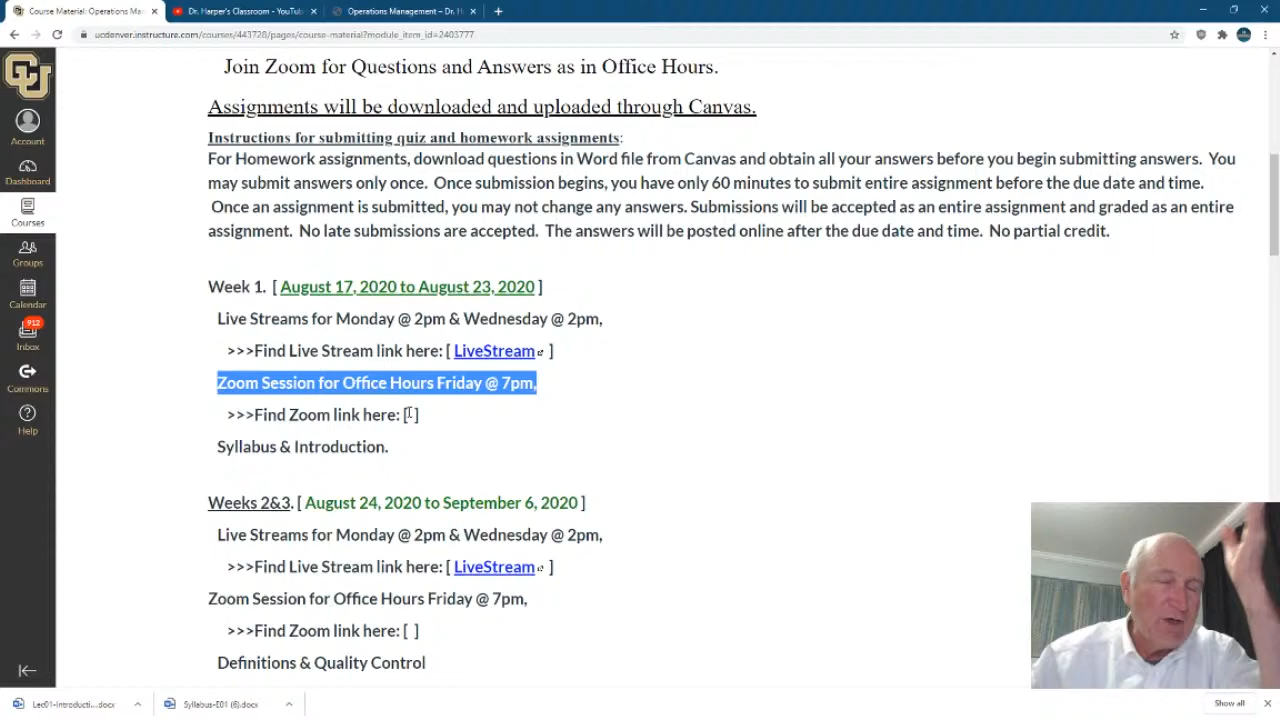 Course Material: Operations Ma
Dr. Harper's Classroom - YouTu
Operations Management – Dr. H
ucdenver.instructure.com/courses/443728/pages/course-material?module_item_id=2403777
CU
Account
Dashboard
Courses
Groups
Calendar
912
Inbox
Commons
Help
Join Zoom for Questions and Answers as in Office Hours.
Assignments will be downloaded and uploaded through Canvas.
Instructions for submitting quiz and homework assignments:
For Homework assignments, download questions in Word file from Canvas and obtain all your answers before you begin submitting answers. You
may submit answers only once. Once submission begins, you have only 60 minutes to submit entire assignment before the due date and time.
Once an assignment is submitted, you may not change any answers. Submissions will be accepted as an entire assignment and graded as an entire
assignment. No late submissions are accepted. The answers will be posted online after the due date and time. No partial credit.
Week 1. [ August 17, 2020 to August 23, 2020 ]
Live Streams for Monday @ 2pm & Wednesday @ 2pm,
>>>Find Live Stream link here: [ LiveStream ]
Zoom Session for Office Hours Friday @ 7pm,
>>>Find Zoom link here: [ ]
Syllabus & Introduction.
Weeks 2&3. [ August 24, 2020 to September 6, 2020 ]
Live Streams for Monday @ 2pm & Wednesday @ 2pm,
>>>Find Live Stream link here: [ LiveStream ]
Zoom Session for Office Hours Friday @ 7pm,
>>>Find Zoom link here: [ ]
Definitions & Quality Control
Lec01-Introducti....docx
Syllabus-E01 (6).docx
Show all